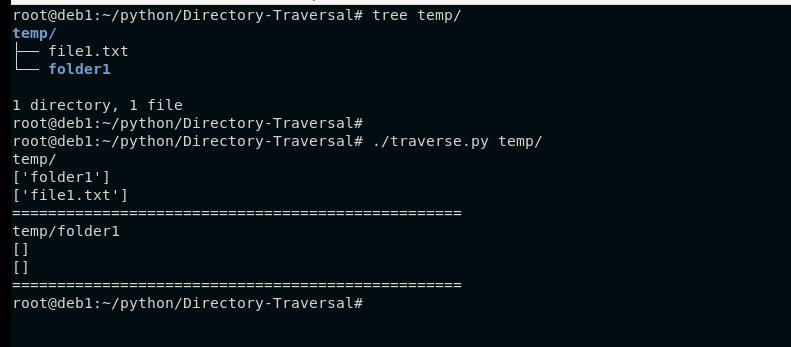 root@deb1:~/python/Directory-Traversal# tree temp/
temp/
├── file1.txt
└── folder1
1 directory, 1 file
root@deb1:~/python/Directory-Traversal#
root@deb1:~/python/Directory-Traversal# ./traverse.py temp/
temp/
['folder1']
['file1.txt']
==================================================
temp/folder1
[]
[]
==================================================
root@deb1:~/python/Directory-Traversal#